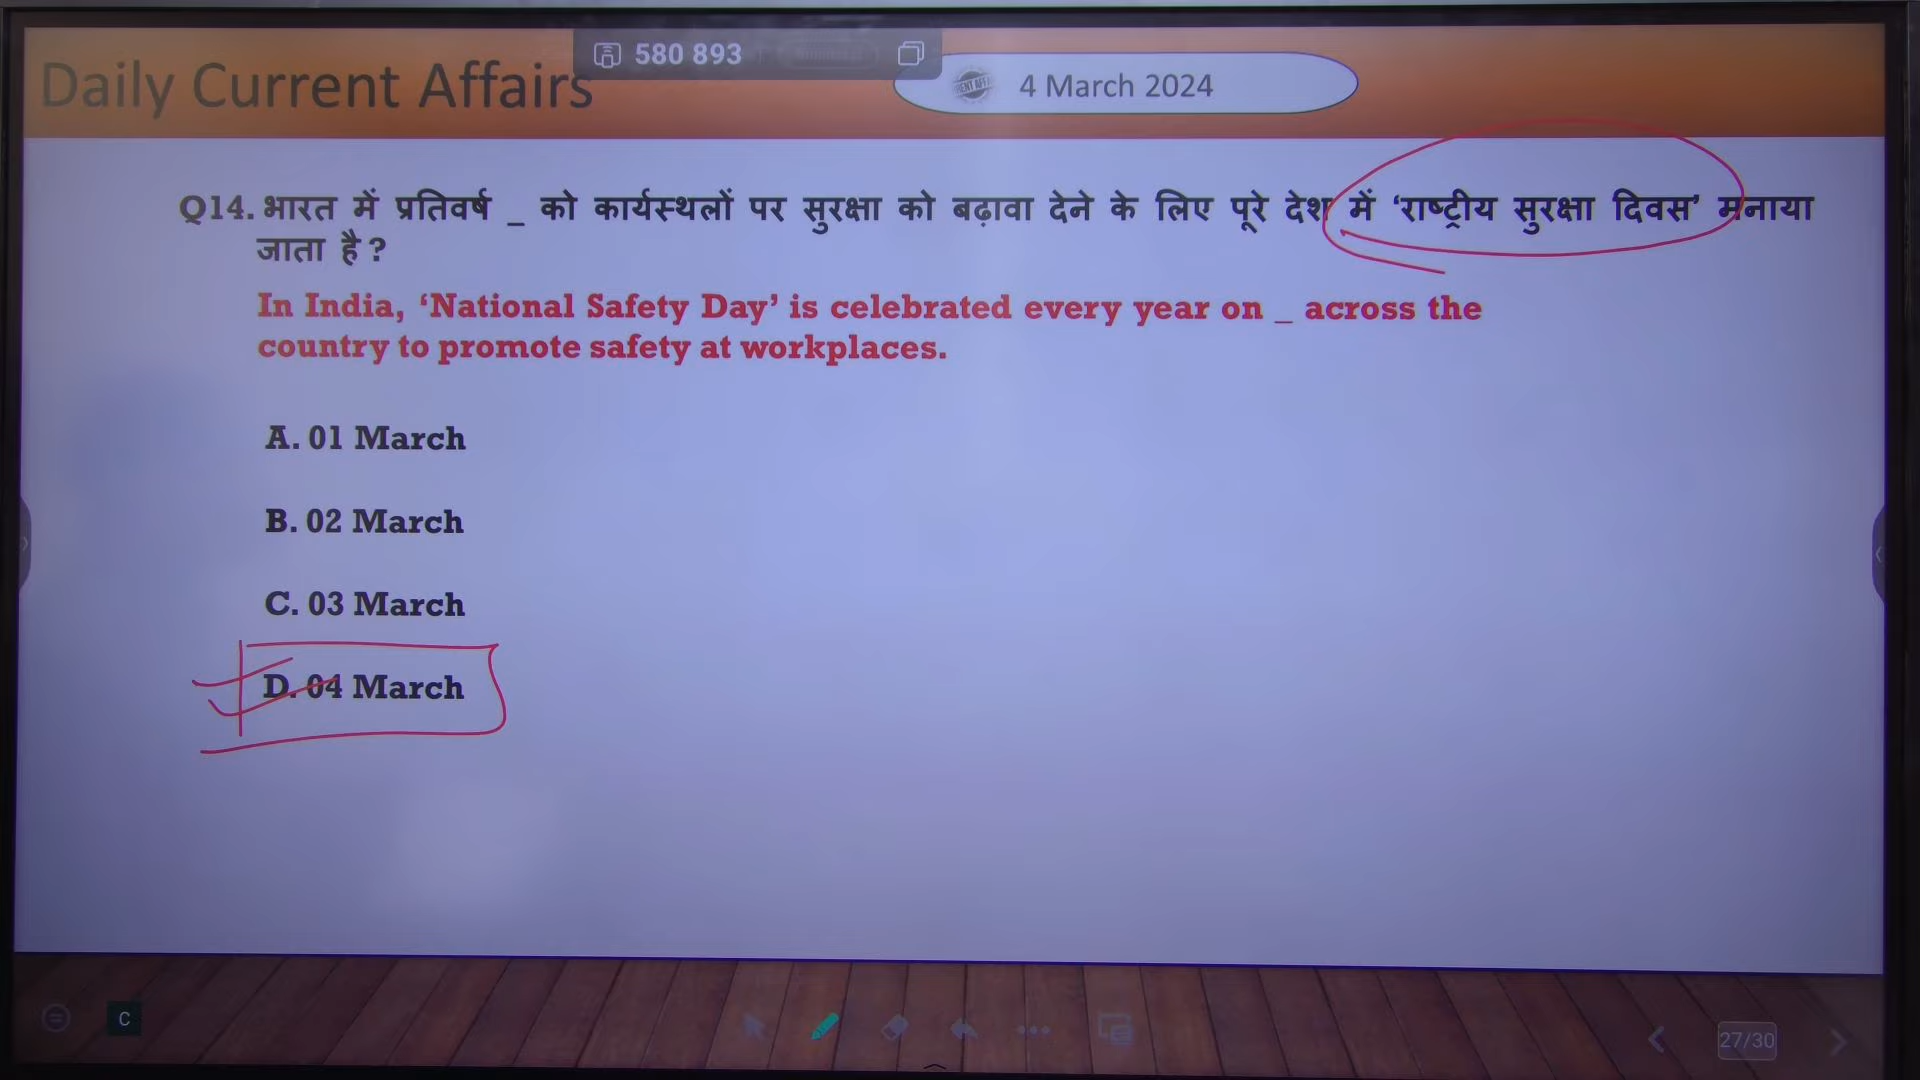 580 893
Daily Current Affairs
4 March 2024
Q14. भारत में प्रतिवर्ष _ को कार्यस्थलों पर सुरक्षा को बढ़ावा देने के लिए पूरे देश में ‘राष्ट्रीय सुरक्षा दिवस’ मनाया
जाता है ?
In India, ‘National Safety Day’ is celebrated every year on _ across the
country to promote safety at workplaces.
A. 01 March
B. 02 March
C. 03 March
D. 04 March
C
27/30